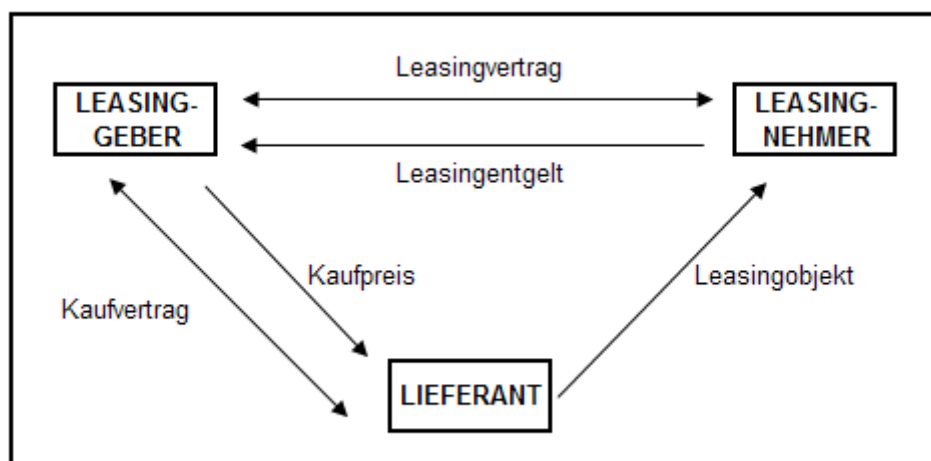 Leasingvertrag
LEASING-
GEBER
LEASING-
NEHMER
Leasingentgelt
Kaufpreis
Leasingobjekt
Kaufvertrag
LIEFERANT